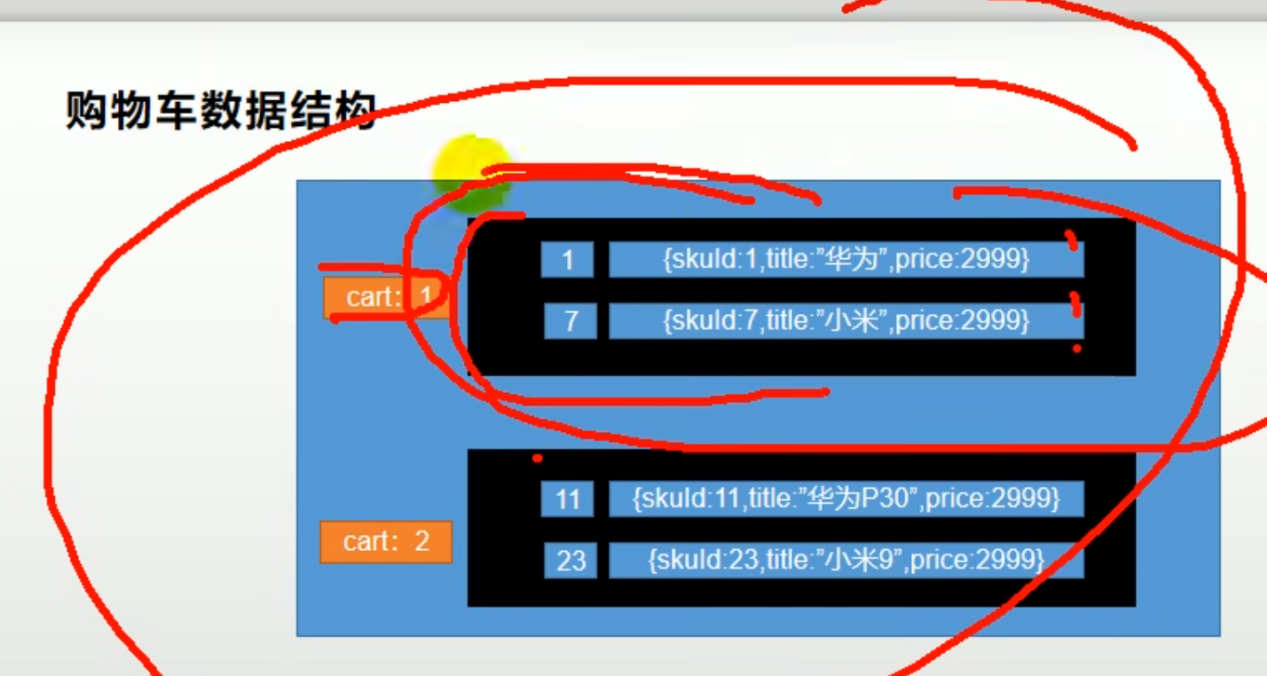 购物车数据结构
cart：1
1 {skuId:1,title:”华为”,price:2999}
7 {skuId:7,title:”小米”,price:2999}
cart：2
11 {skuId:11,title:”华为P30”,price:2999}
23 {skuId:23,title:”小米9”,price:2999}